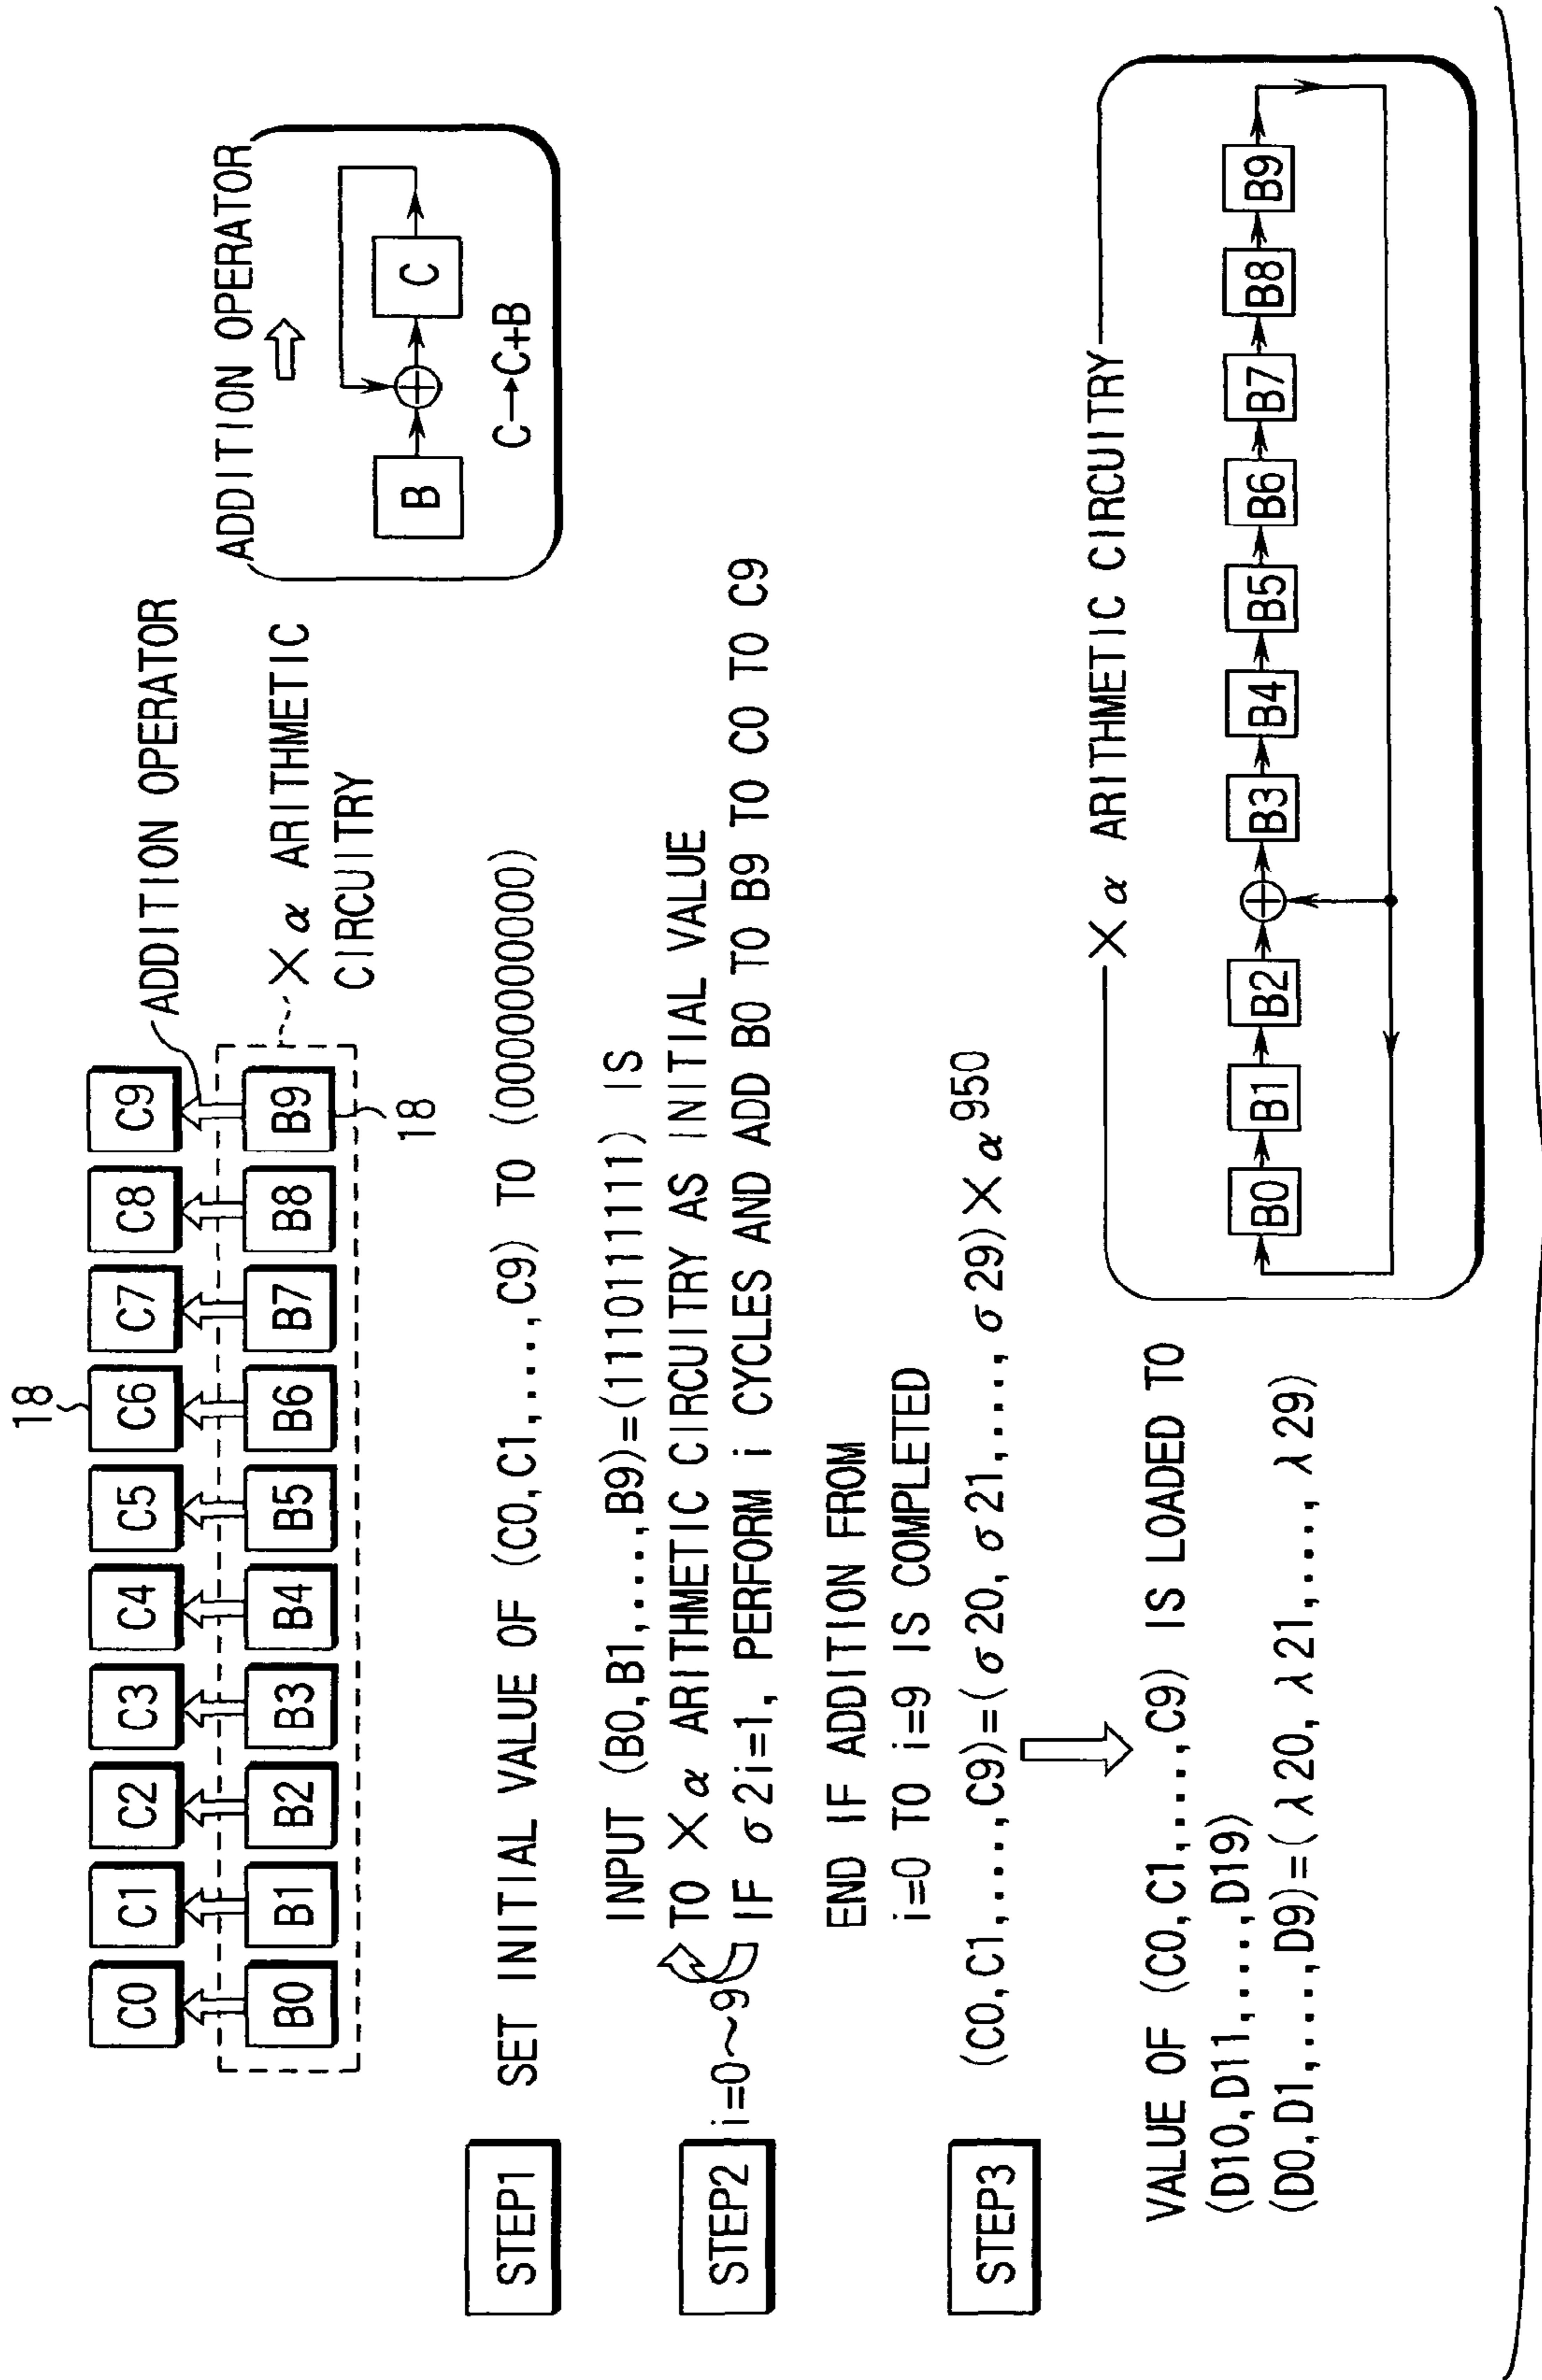 18
C0 C1 C2 C3 C4 C5 C6 C7 C8 C9
ADDITION OPERATOR
B0 B1 B2 B3 B4 B5 B6 B7 B8 B9
×α ARITHMETIC
CIRCUITRY
18
ADDITION OPERATOR
B
C
C→C+B
STEP1
SET INITIAL VALUE OF (C0,C1,...,C9) TO (0000000000)
STEP2
i=0~9
INPUT (B0,B1,...,B9)=(1110111111) IS
TO ×α ARITHMETIC CIRCUITRY AS INITIAL VALUE
IF σ2i=1, PERFORM i CYCLES AND ADD B0 TO B9 TO C0 TO C9
END IF ADDITION FROM
i=0 TO i=9 IS COMPLETED
STEP3
(C0,C1,...,C9)=(σ20,σ21,...,σ29)×α^950
VALUE OF (C0,C1,...,C9) IS LOADED TO
(D10,D11,...,D19)
(D0,D1,...,D9)=(λ20,λ21,...,λ29)
×α ARITHMETIC CIRCUITRY
B0 B1 B2 B3 B4 B5 B6 B7 B8 B9